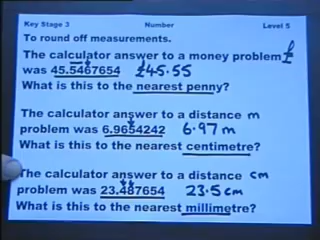 Key Stage 3 Number Level 5
To round off measurements.
The calculator answer to a money problem £
was 45.5467654 £45.55
What is this to the nearest penny?
The calculator answer to a distance m
problem was 6.9654242 6.97 m
What is this to the nearest centimetre?
The calculator answer to a distance cm
problem was 23.487654 23.5 cm
What is this to the nearest millimetre?